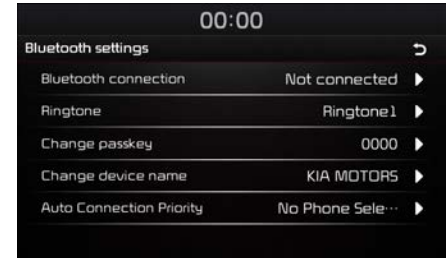 00:00
Bluetooth settings
Bluetooth connection Not connected
Ringtone Ringtone1
Change passkey 0000
Change device name KIA MOTORS
Auto Connection Priority No Phone Sele···